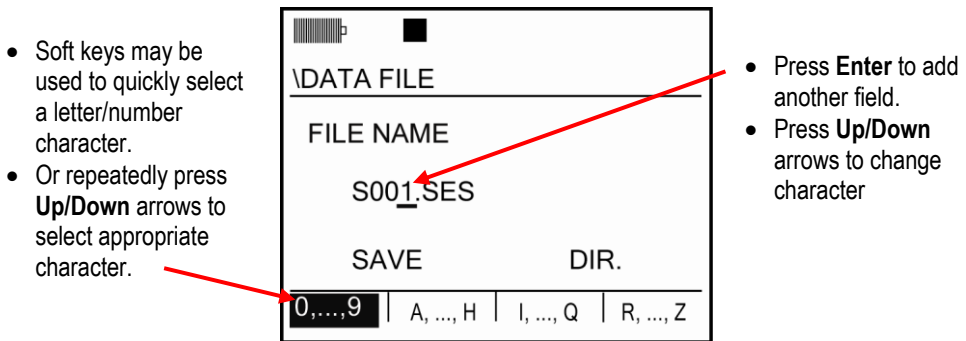 • Soft keys may be
used to quickly select
a letter/number
character.
• Or repeatedly press
Up/Down arrows to
select appropriate
character.
\DATA FILE
FILE NAME
S001.SES
SAVE DIR.
0,...,9 A, ..., H I, ..., Q R, ..., Z
• Press Enter to add
another field.
• Press Up/Down
arrows to change
character